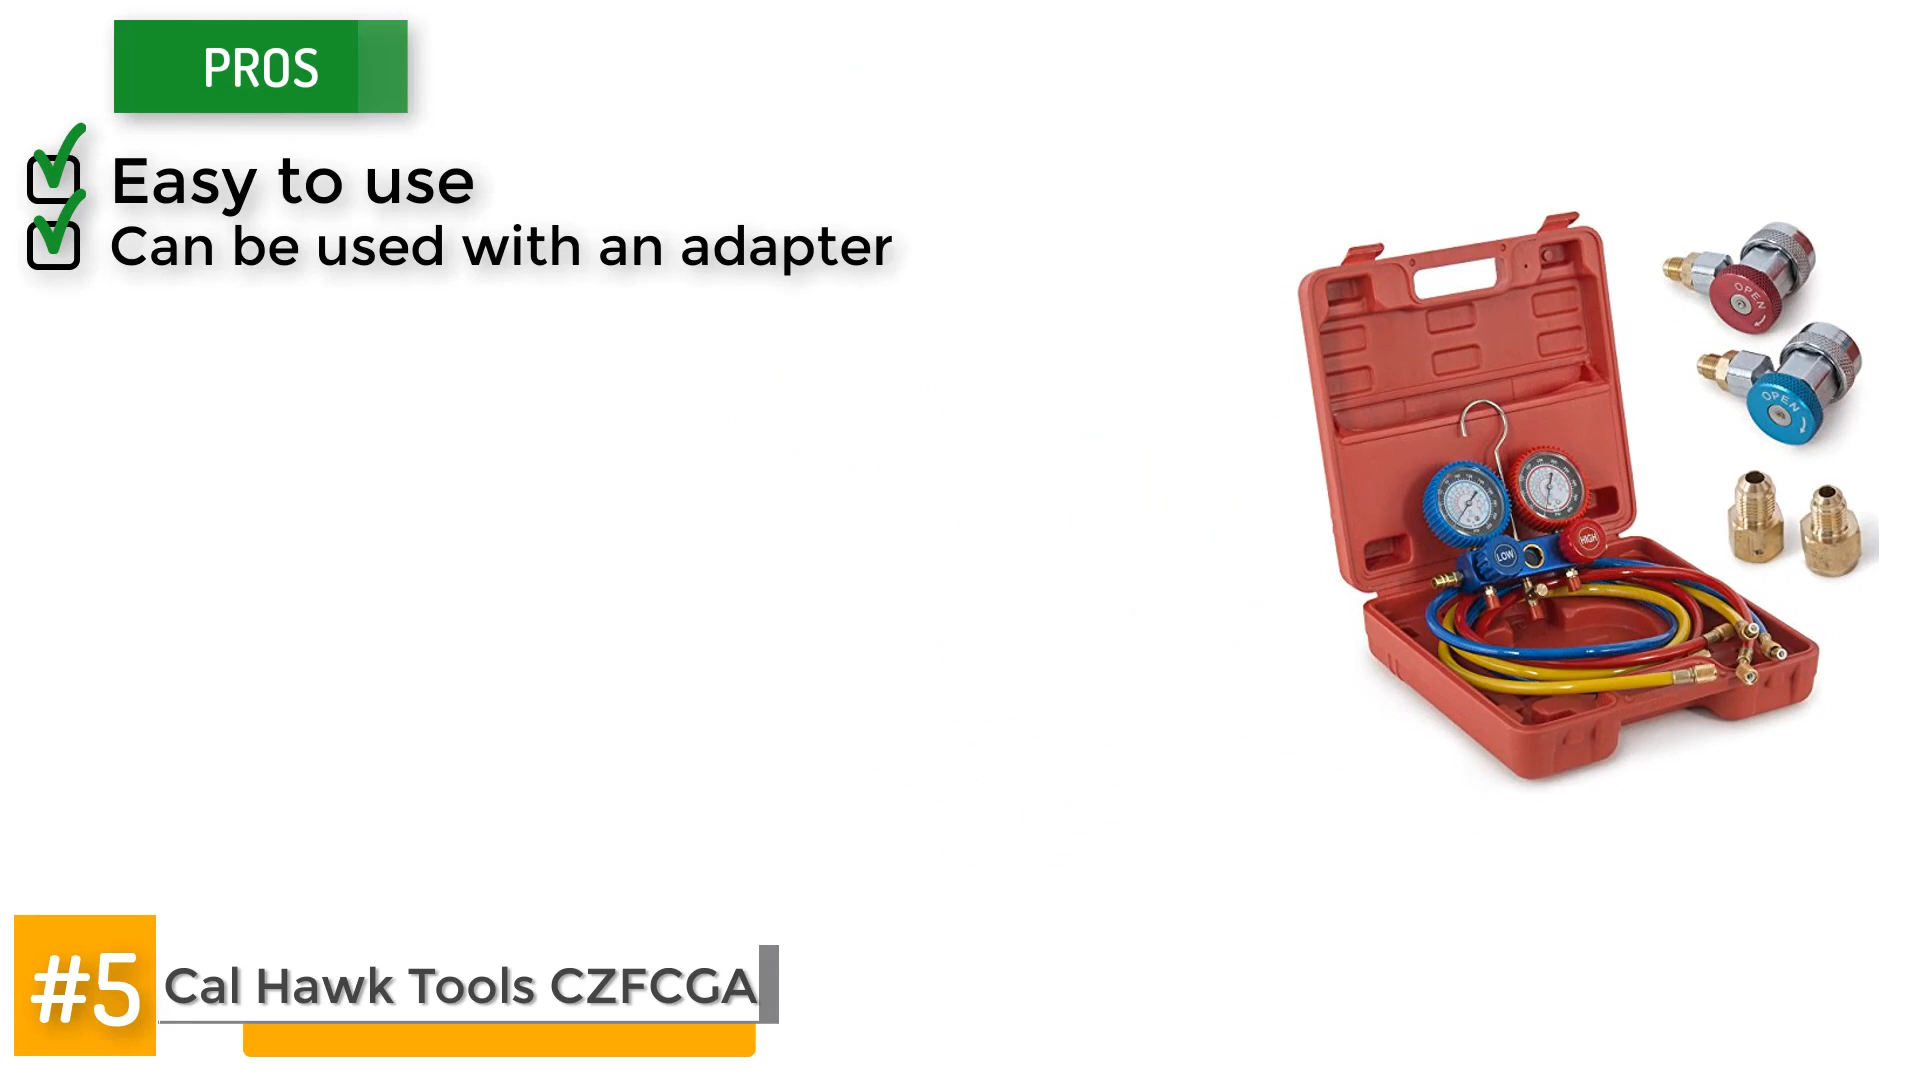 PROS
Easy to use
Can be used with an adapter
OPEN
OPEN
LOW
HIGH
#5
Cal Hawk Tools CZFCGA